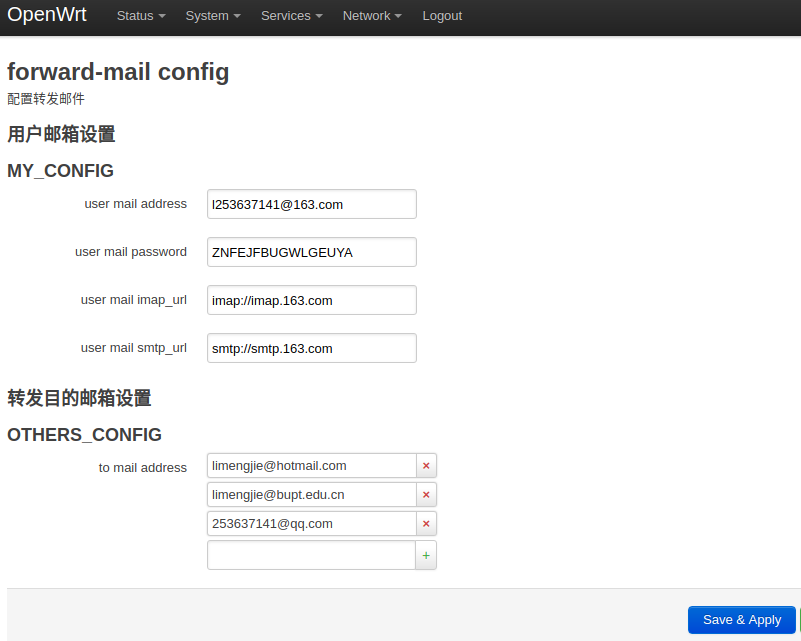 OpenWrt Status System Services Network Logout
forward-mail config
配置转发邮件
用户邮箱设置
MY_CONFIG
user mail address l253637141@163.com
user mail password ZNFEJFBUGWLGEUYA
user mail imap_url imap://imap.163.com
user mail smtp_url smtp://smtp.163.com
转发目的邮箱设置
OTHERS_CONFIG
to mail address limengjie@hotmail.com ×
limengjie@bupt.edu.cn ×
253637141@qq.com ×
+
Save & Apply